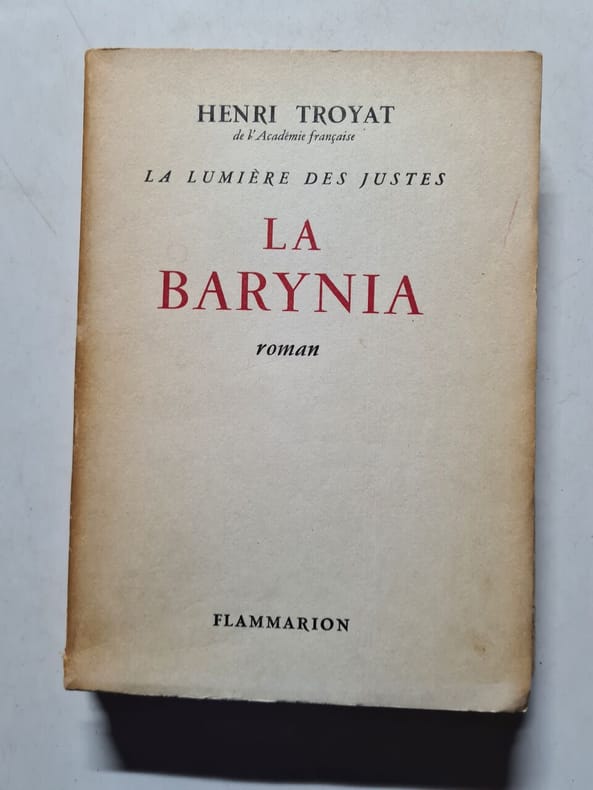 HENRI TROYAT
de l'Académie française
LA LUMIÈRE DES JUSTES
LA
BARYNIA
roman
FLAMMARION